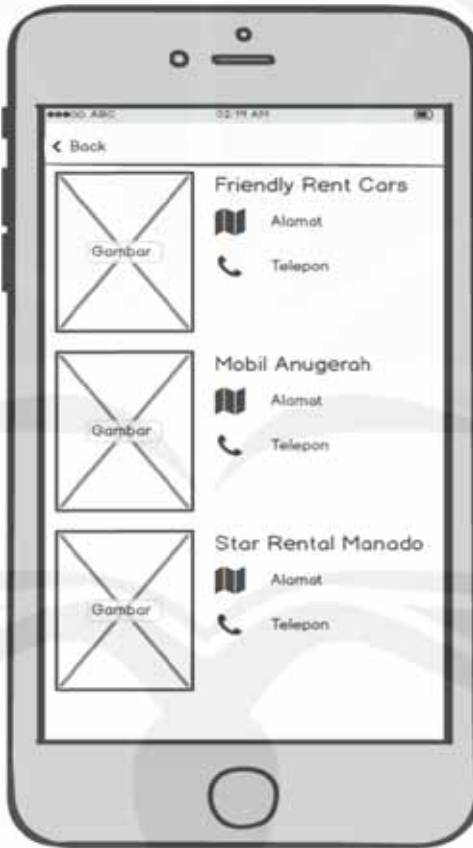 ABC 02:19 AM
Back
Friendly Rent Cars
Gambar
Alamat
Telepon
Mobil Anugerah
Gambar
Alamat
Telepon
Star Rental Manado
Gambar
Alamat
Telepon